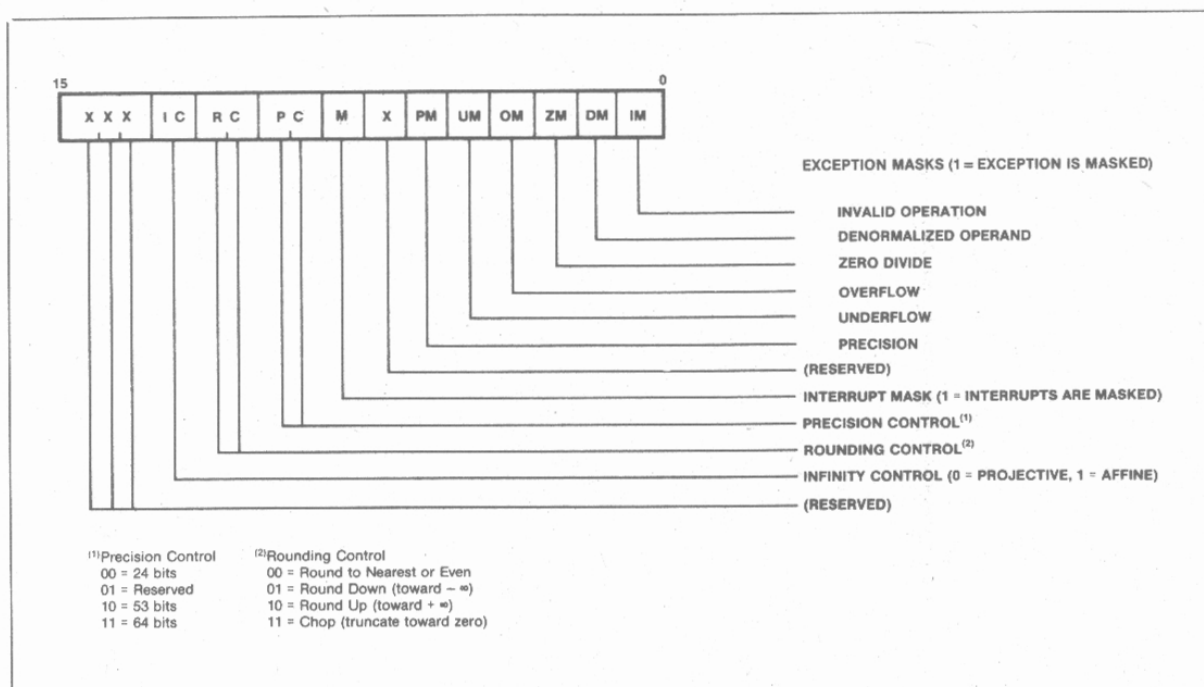 15 0
X X X I C R C P C M X PM UM OM ZM DM IM
EXCEPTION MASKS (1 = EXCEPTION IS MASKED)
INVALID OPERATION
DENORMALIZED OPERAND
ZERO DIVIDE
OVERFLOW
UNDERFLOW
PRECISION
(RESERVED)
INTERRUPT MASK (1 = INTERRUPTS ARE MASKED)
PRECISION CONTROL(1)
ROUNDING CONTROL(2)
INFINITY CONTROL (0 = PROJECTIVE, 1 = AFFINE)
(RESERVED)
(1)Precision Control
00 = 24 bits
01 = Reserved
10 = 53 bits
11 = 64 bits
(2)Rounding Control
00 = Round to Nearest or Even
01 = Round Down (toward − ∞)
10 = Round Up (toward + ∞)
11 = Chop (truncate toward zero)